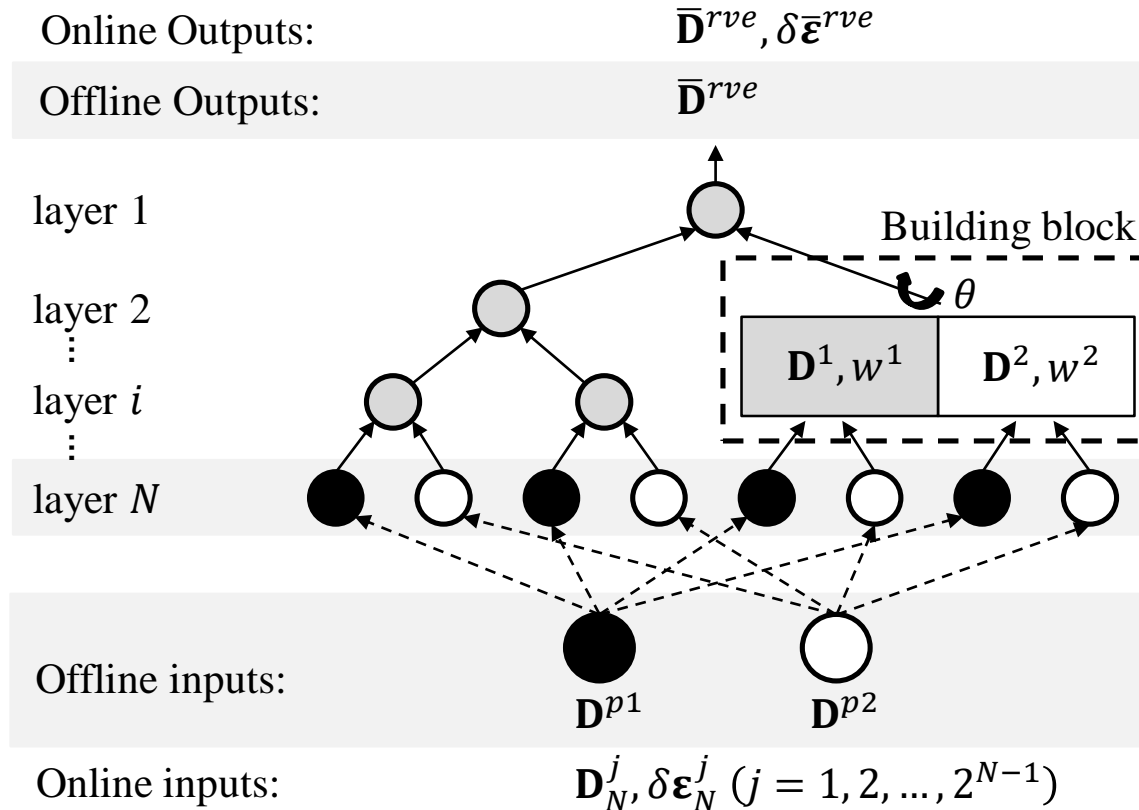 Online Outputs: D̅^{rve}, δε̅^{rve}
Offline Outputs: D̅^{rve}
layer 1
Building block
layer 2
θ
⋮
D^1, w^1
D^2, w^2
layer i
⋮
layer N
Offline inputs:
D^{p1}
D^{p2}
Online inputs: D_N^j, δε_N^j (j = 1, 2, …, 2^{N−1})